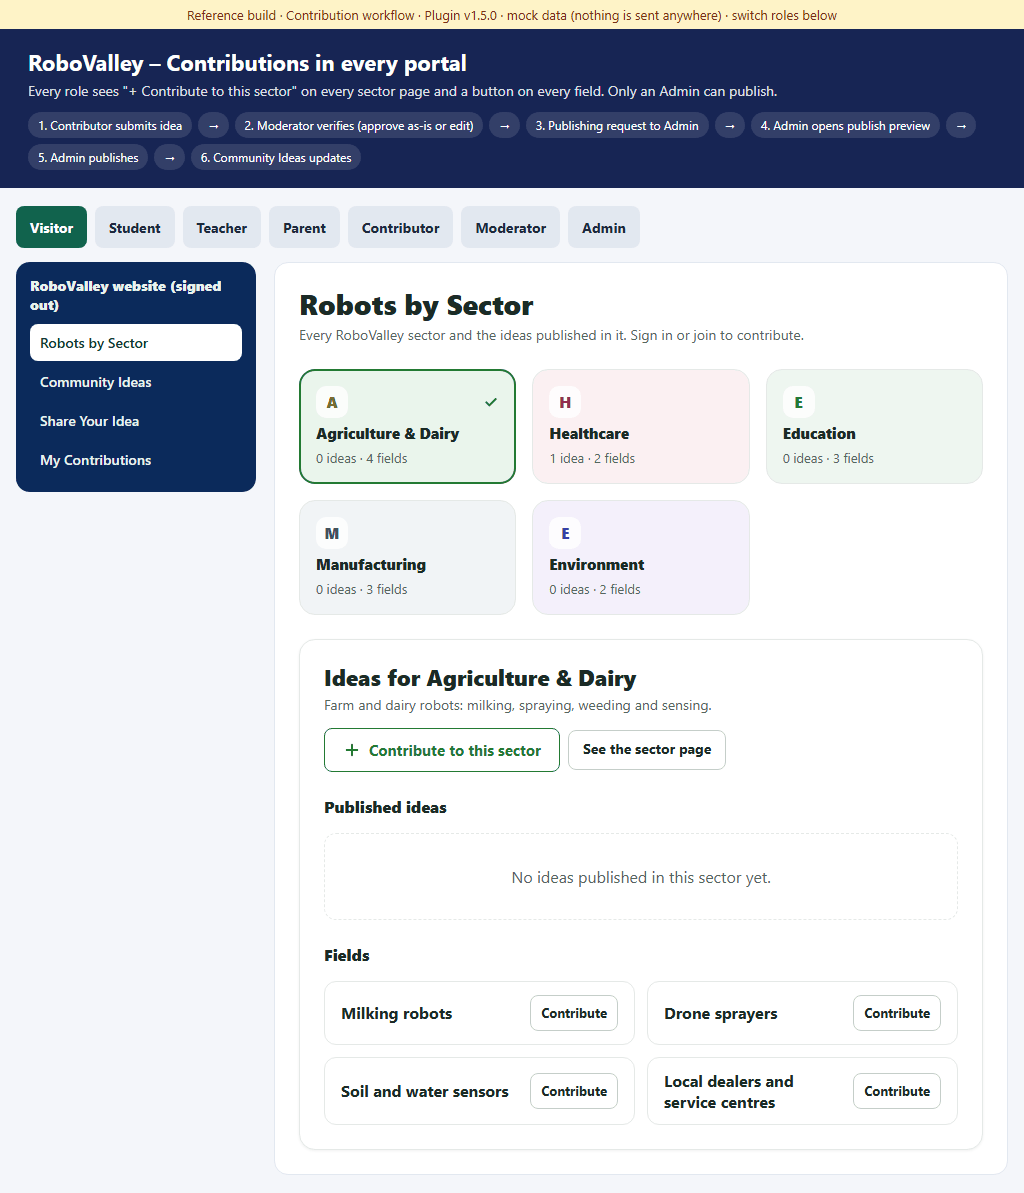 Reference build · Contribution workflow · Plugin v1.5.0 · mock data (nothing is sent anywhere) · switch roles below
RoboValley – Contributions in every portal
Every role sees "+ Contribute to this sector" on every sector page and a button on every field. Only an Admin can publish.
1. Contributor submits idea → 2. Moderator verifies (approve as-is or edit) → 3. Publishing request to Admin → 4. Admin opens publish preview →
5. Admin publishes → 6. Community Ideas updates
Visitor Student Teacher Parent Contributor Moderator Admin
RoboValley website (signed
out)
Robots by Sector
Community Ideas
Share Your Idea
My Contributions
Robots by Sector
Every RoboValley sector and the ideas published in it. Sign in or join to contribute.
A ✓
Agriculture & Dairy
0 ideas · 4 fields
H
Healthcare
1 idea · 2 fields
E
Education
0 ideas · 3 fields
M
Manufacturing
0 ideas · 3 fields
E
Environment
0 ideas · 2 fields
Ideas for Agriculture & Dairy
Farm and dairy robots: milking, spraying, weeding and sensing.
+ Contribute to this sector See the sector page
Published ideas
No ideas published in this sector yet.
Fields
Milking robots Contribute
Drone sprayers Contribute
Soil and water sensors Contribute
Local dealers and
service centres Contribute